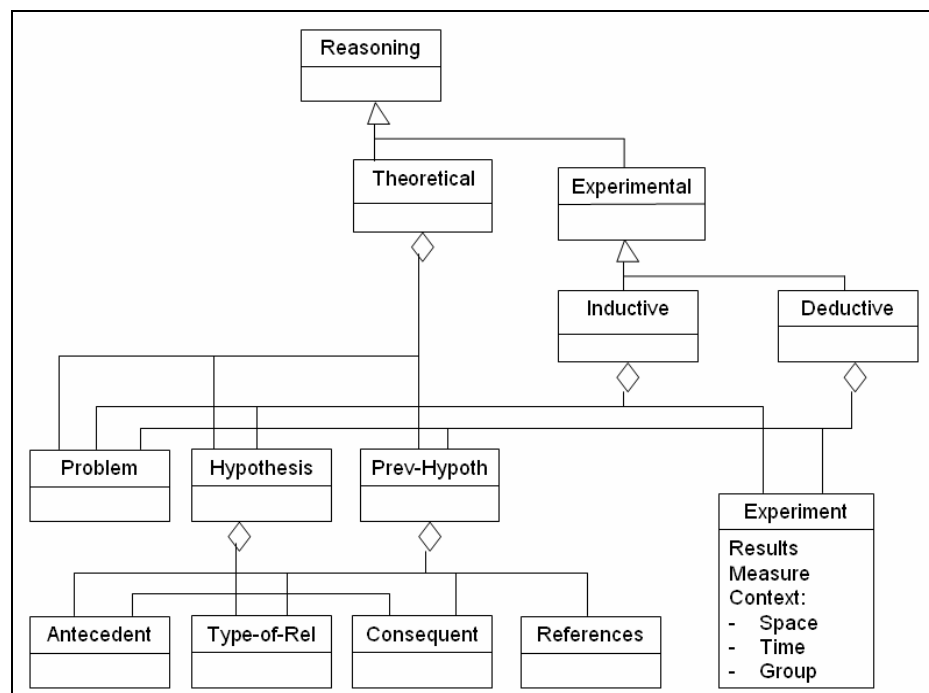 Reasoning
Theoretical
Experimental
Inductive
Deductive
Problem
Hypothesis
Prev-Hypoth
Experiment
Results
Measure
Context:
- Space
- Time
- Group
Antecedent
Type-of-Rel
Consequent
References